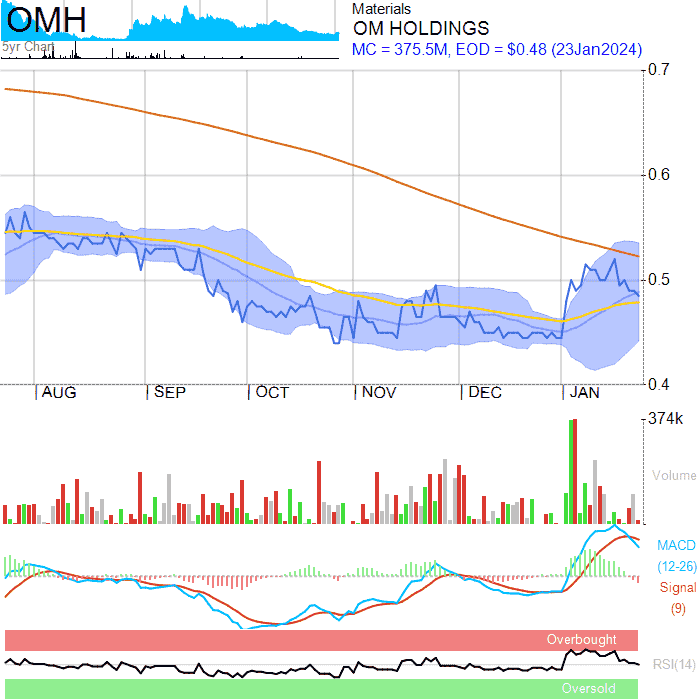 OMH
5yr Chart
Materials
OM HOLDINGS
MC = 375.5M, EOD = $0.48 (23Jan2024)
0.7
0.6
0.5
0.4
AUG SEP OCT NOV DEC JAN
374k
Volume
MACD
(12-26)
Signal
(9)
Overbought
RSI(14)
Oversold